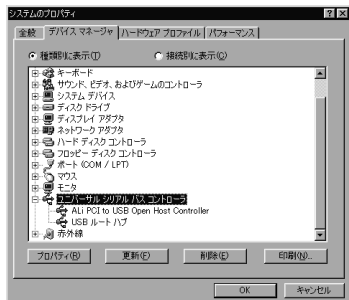 システムのプロパティ
全般 デバイス マネージャ ハードウェア プロファイル パフォーマンス
種類別に表示(T) 接続別に表示(C)
キーボード
サウンド、ビデオ、およびゲームのコントローラ
システム デバイス
ディスク ドライブ
ディスプレイ アダプタ
ネットワーク アダプタ
ハード ディスク コントローラ
フロッピー ディスク コントローラ
ポート (COM / LPT)
マウス
モニタ
ユニバーサル シリアル バス コントローラ
ALi PCI to USB Open Host Controller
USB ルート ハブ
赤外線
プロパティ(R) 更新(F) 削除(E) 印刷(N)...
OK キャンセル